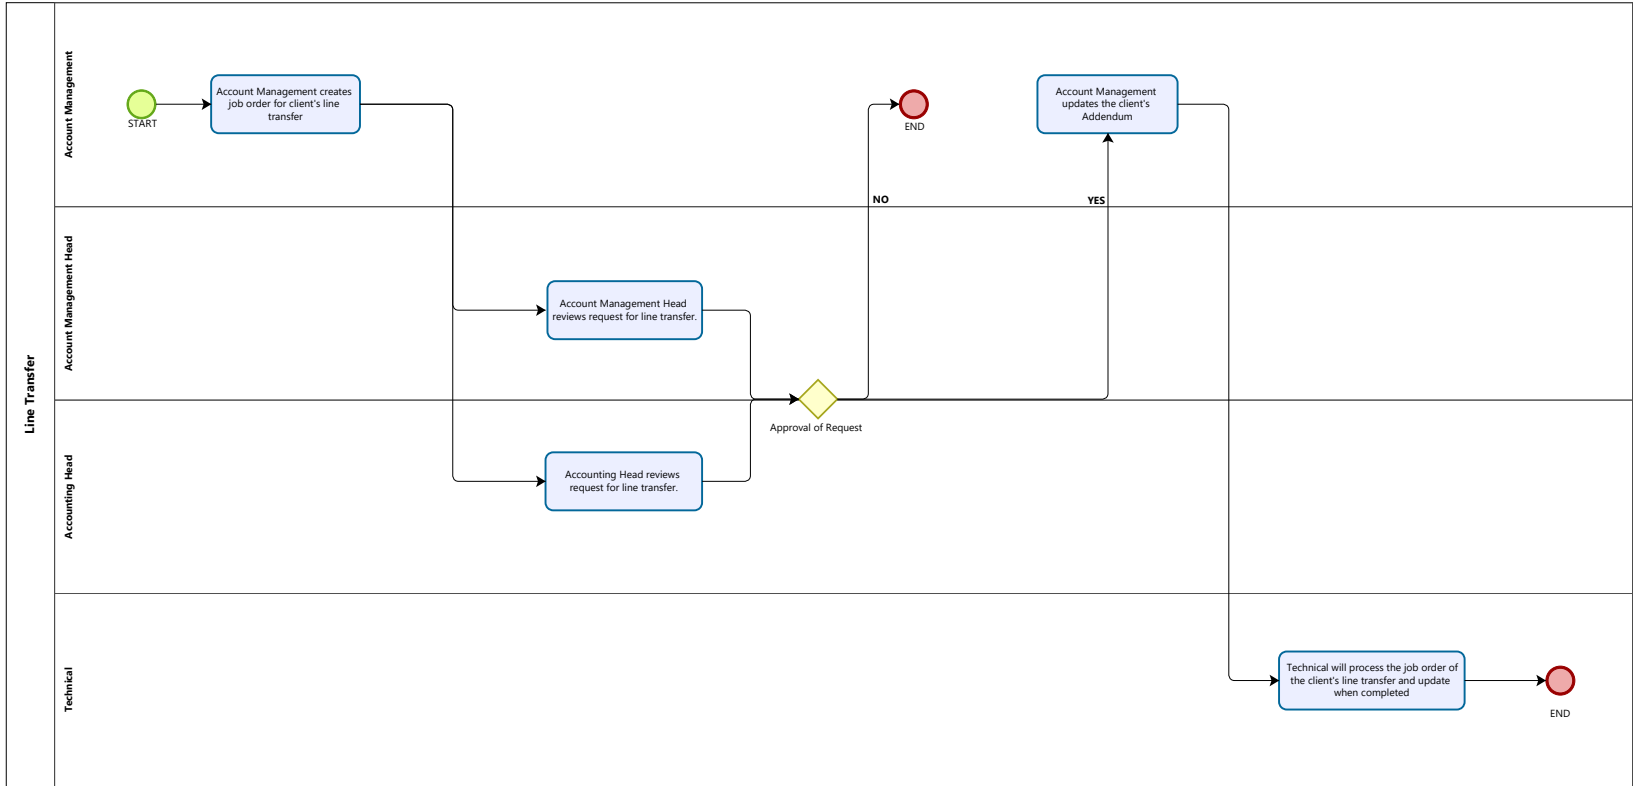 Line Transfer
Account Management
START
Account Management creates
job order for client's line
transfer
END
Account Management
updates the client's
Addendum
NO
YES
Account Management Head
Account Management Head
reviews request for line transfer.
Approval of Request
Accounting Head
Accounting Head reviews
request for line transfer.
Technical
Technical will process the job order of
the client's line transfer and update
when completed
END